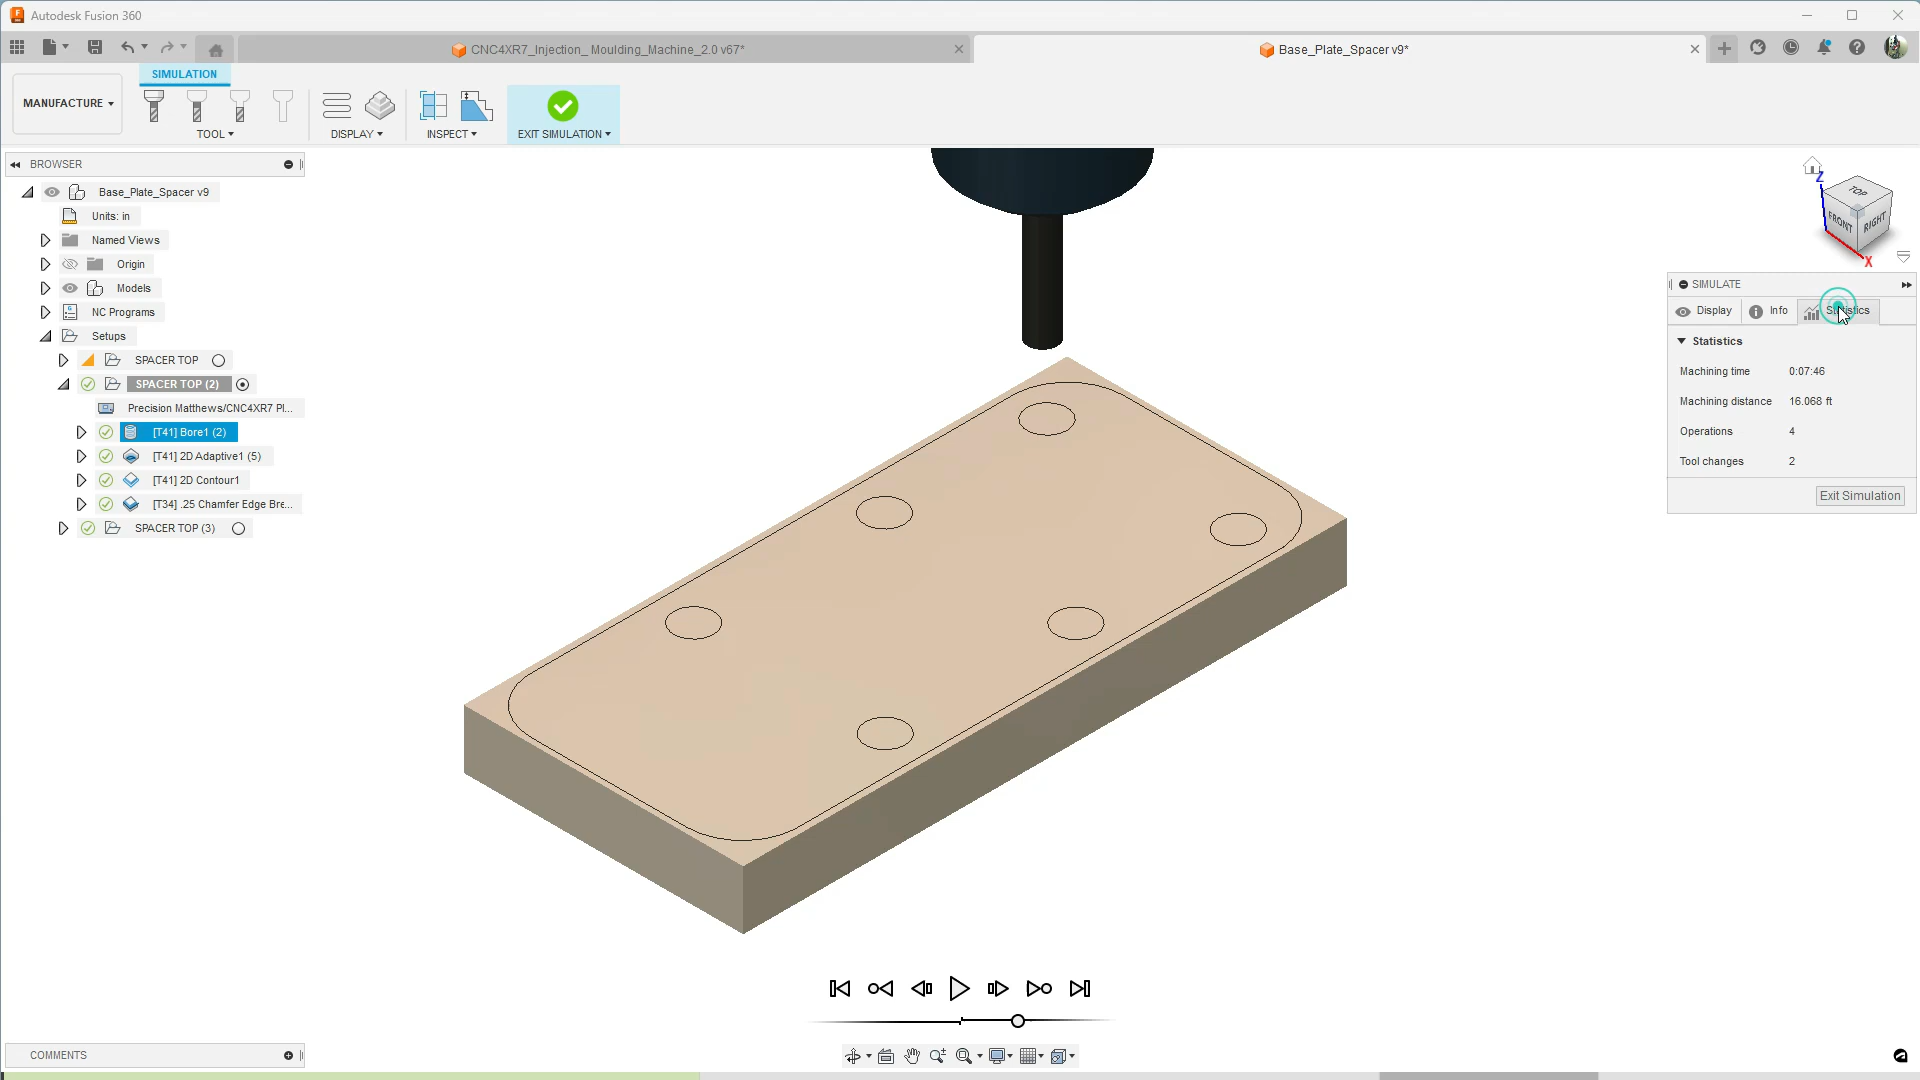 Autodesk Fusion 360
CNC4XR7_Injection_ Moulding_Machine_2.0 v67*
Base_Plate_Spacer v9*
SIMULATION
MANUFACTURE
TOOL
DISPLAY
INSPECT
EXIT SIMULATION
BROWSER
Base_Plate_Spacer v9
Units: in
Named Views
Origin
Models
NC Programs
Setups
SPACER TOP
SPACER TOP (2)
Precision Matthews/CNC4XR7 Pl...
[T41] Bore1 (2)
[T41] 2D Adaptive1 (5)
[T41] 2D Contour1
[T34] .25 Chamfer Edge Bre...
SPACER TOP (3)
Z
TOP
FRONT
RIGHT
X
SIMULATE
Display
Info
Statistics
Statistics
Machining time 0:07:46
Machining distance 16.068 ft
Operations 4
Tool changes 2
Exit Simulation
COMMENTS